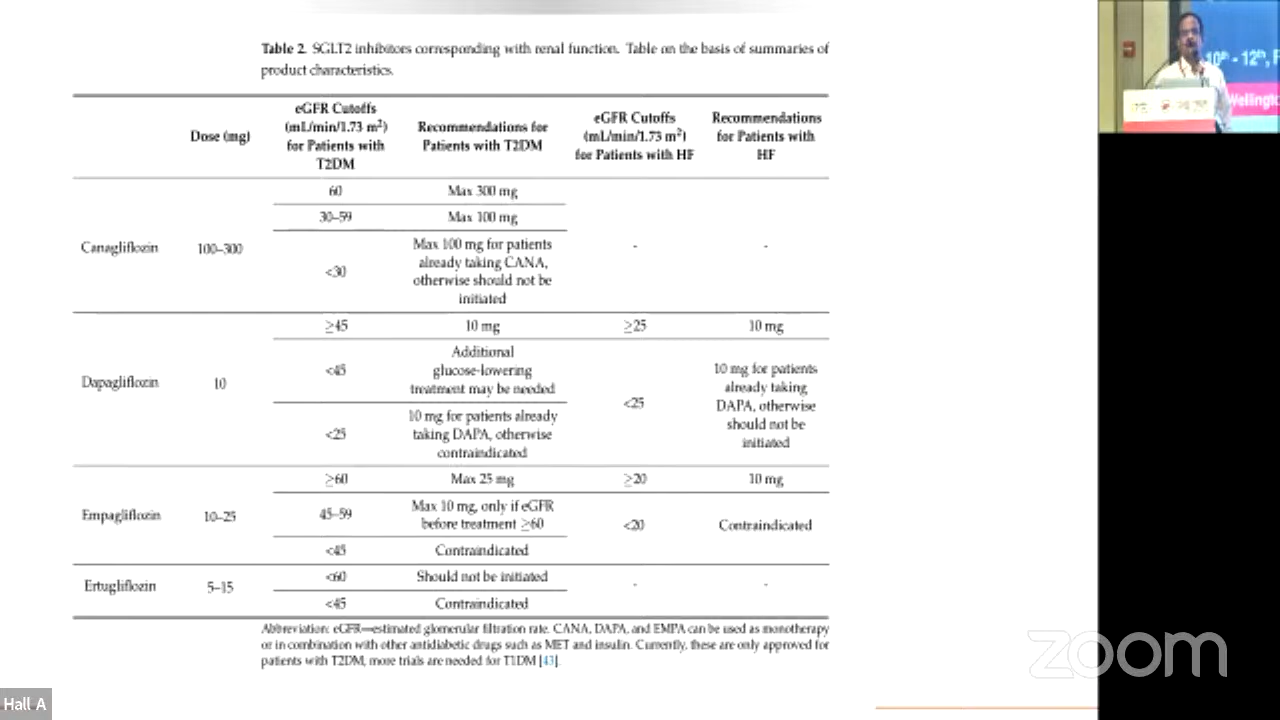 Table 2. SGLT2 inhibitors corresponding with renal function. Table on the basis of summaries of
product characteristics.
Dose (mg)
eGFR Cutoffs
(mL/min/1.73 m²)
for Patients with
T2DM
Recommendations for
Patients with T2DM
eGFR Cutoffs
(mL/min/1.73 m²)
for Patients with HF
Recommendations
for Patients with
HF
Canagliflozin
100–300
60
Max 300 mg
30–59
Max 100 mg
<30
Max 100 mg for patients
already taking CANA,
otherwise should not be
initiated
-
-
Dapagliflozin
10
≥45
10 mg
<45
Additional
glucose-lowering
treatment may be needed
<25
10 mg for patients already
taking DAPA, otherwise
contraindicated
≥25
10 mg
<25
10 mg for patients
already taking
DAPA, otherwise
should not be
initiated
Empagliflozin
10–25
≥60
Max 25 mg
45–59
Max 10 mg, only if eGFR
before treatment ≥60
<45
Contraindicated
≥20
10 mg
<20
Contraindicated
Ertugliflozin
5–15
<60
Should not be initiated
<45
Contraindicated
-
-
Abbreviation: eGFR—estimated glomerular filtration rate. CANA, DAPA, and EMPA can be used as monotherapy
or in combination with other antidiabetic drugs such as MET and insulin. Currently, these are only approved for
patients with T2DM, more trials are needed for T1DM [43].
10th - 12th, F
Wellingto
zoom
Hall A